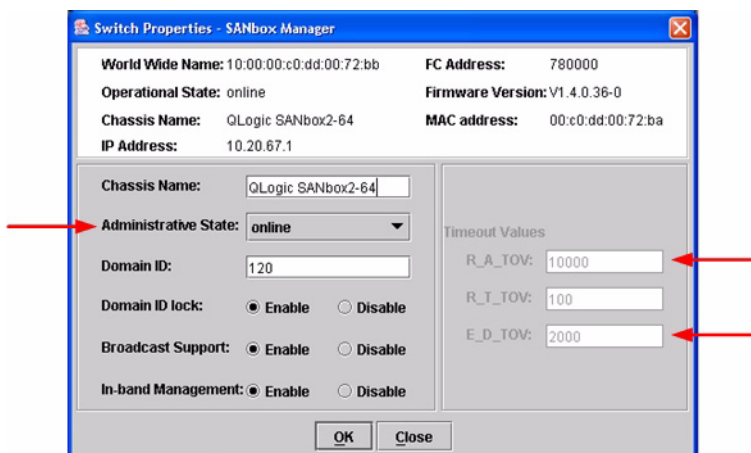 Switch Properties - SANbox Manager
World Wide Name: 10:00:00:c0:dd:00:72:bb
FC Address: 780000
Operational State: online
Firmware Version: V1.4.0.36-0
Chassis Name: QLogic SANbox2-64
MAC address: 00:c0:dd:00:72:ba
IP Address: 10.20.67.1
Chassis Name: QLogic SANbox2-64
Administrative State: online
Domain ID: 120
Domain ID lock: Enable Disable
Broadcast Support: Enable Disable
In-band Management: Enable Disable
Timeout Values
R_A_TOV: 10000
R_T_TOV: 100
E_D_TOV: 2000
OK Close